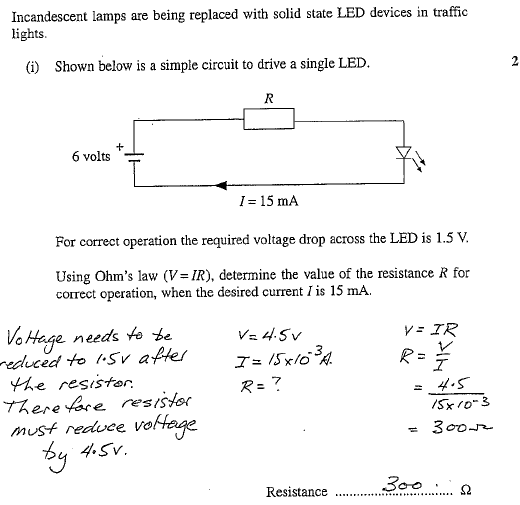 Incandescent lamps are being replaced with solid state LED devices in traffic
lights.
(i) Shown below is a simple circuit to drive a single LED. 2
R
6 volts +
I = 15 mA
For correct operation the required voltage drop across the LED is 1.5 V.
Using Ohm's law (V = IR), determine the value of the resistance R for
correct operation, when the desired current I is 15 mA.
Voltage needs to be
reduced to 1.5V after
the resistor.
Therefore resistor
must reduce voltage
by 4.5V.
V = 4.5V
I = 15×10⁻³A.
R = ?
V = IR
R = V/I
= 4.5/15×10⁻³
= 300Ω
Resistance ........300........ Ω